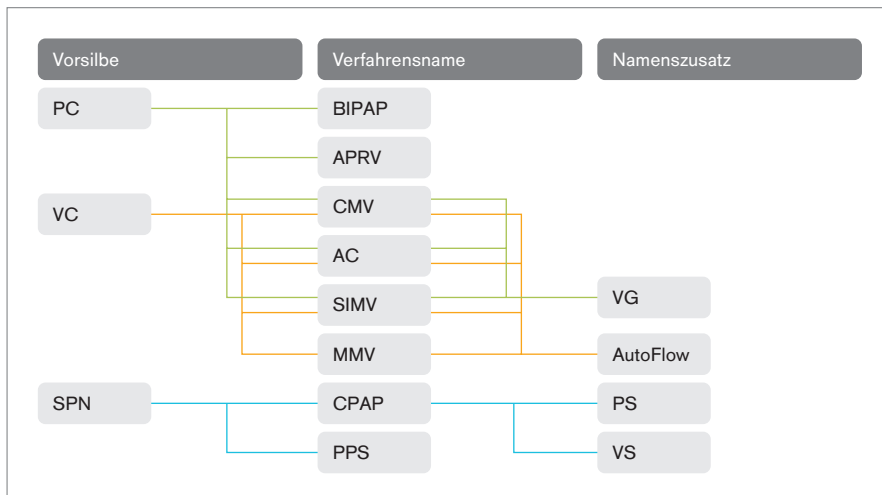 Vorsilbe Verfahrensname Namenszusatz
PC BIPAP
APRV
VC CMV
AC
SIMV VG
MMV AutoFlow
SPN CPAP PS
PPS VS